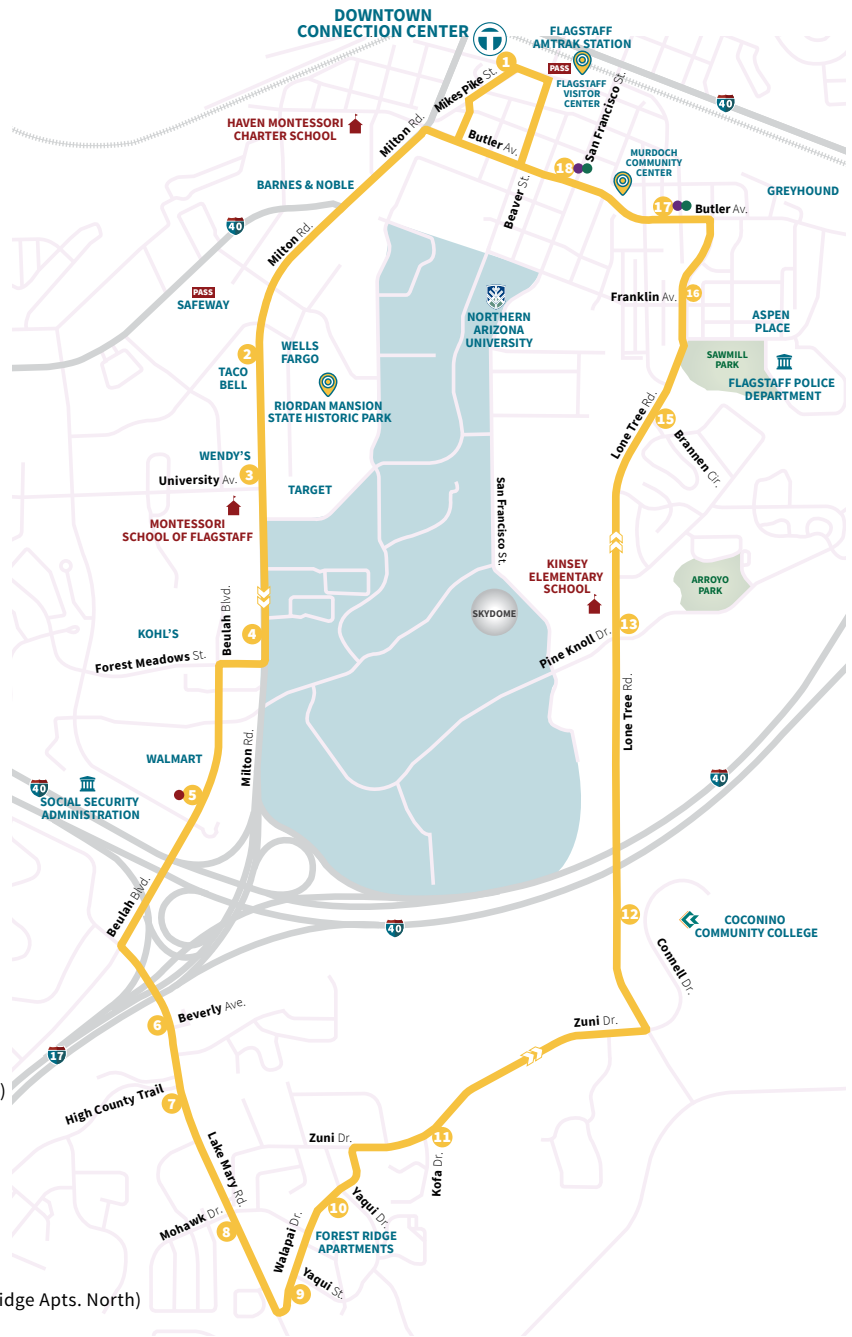 DOWNTOWN
CONNECTION CENTER
FLAGSTAFF
AMTRAK STATION
1
PASS
FLAGSTAFF
VISITOR
CENTER
Mikes Pike St.
San Francisco St.
40
HAVEN MONTESSORI
CHARTER SCHOOL
Milton Rd.
Butler Av.
Beaver St.
18
MURDOCH
COMMUNITY
CENTER
BARNES & NOBLE
17
Butler Av.
GREYHOUND
40
Milton Rd.
PASS
SAFEWAY
Franklin Av.
16
NORTHERN
ARIZONA
UNIVERSITY
ASPEN
PLACE
2
WELLS
FARGO
TACO
BELL
SAWMILL
PARK
FLAGSTAFF POLICE
DEPARTMENT
RIORDAN MANSION
STATE HISTORIC PARK
Lone Tree Rd.
15
Brannen Cir.
WENDY'S
University Av.
3
TARGET
San Francisco St.
MONTESSORI
SCHOOL OF FLAGSTAFF
KINSEY
ELEMENTARY
SCHOOL
ARROYO
PARK
SKYDOME
Beulah Blvd.
KOHL'S
4
13
Pine Knoll Dr.
Forest Meadows St.
Lone Tree Rd.
Milton Rd.
WALMART
40
5
40
SOCIAL SECURITY
ADMINISTRATION
Beulah Blvd.
12
COCONINO
COMMUNITY COLLEGE
40
Connell Dr.
Beverly Ave.
6
Zuni Dr.
17
)
High County Trail
7
Lake Mary Rd.
Zuni Dr.
11
Kofa Dr.
Mohawk Dr.
8
Walapai Dr.
10
Yaqui Dr.
FOREST RIDGE
APARTMENTS
9
Yaqui St.
idge Apts. North)